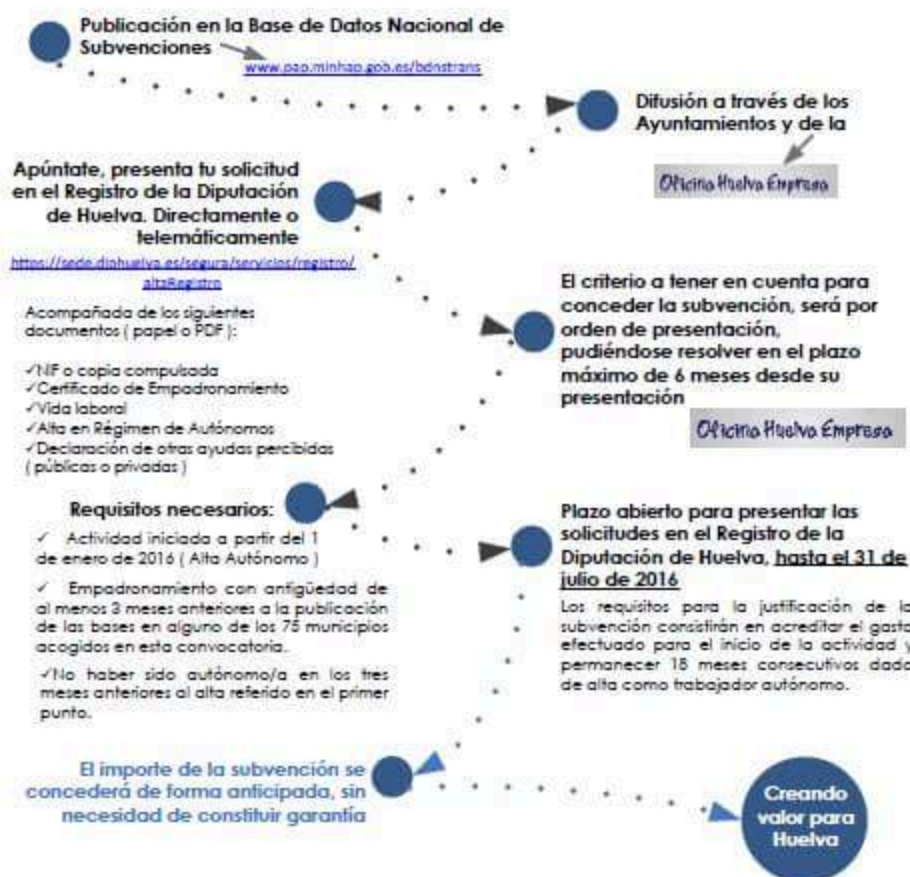 Publicación en la Base de Datos Nacional de
Subvenciones
www.pap.minhap.gob.es/bdnstrans
Difusión a través de los
Ayuntamientos y de la
Oficina Huelva Empresa
Apúntate, presenta tu solicitud
en el Registro de la Diputación
de Huelva. Directamente o
telemáticamente
https://sede.diphuelva.es/segura/servicios/registro/
altaRegistro
Acompañada de los siguientes
documentos ( papel o PDF ):
✓NIF o copia compulsada
✓Certificado de Empadronamiento
✓Vida laboral
✓Alta en Régimen de Autónomos
✓Declaración de otras ayudas percibidas
( públicas o privadas )
El criterio a tener en cuenta para
conceder la subvención, será por
orden de presentación,
pudiéndose resolver en el plazo
máximo de 6 meses desde su
presentación
Oficina Huelva Empresa
Requisitos necesarios:
✓ Actividad iniciada a partir del 1
de enero de 2016 ( Alta Autónomo )
✓ Empadronamiento con antigüedad de
al menos 3 meses anteriores a la publicación
de las bases en alguno de los 75 municipios
acogidos en esta convocatoria.
✓No haber sido autónomo/a en los tres
meses anteriores al alta referido en el primer
punto.
Plazo abierto para presentar las
solicitudes en el Registro de la
Diputación de Huelva, hasta el 31 de
julio de 2016
Los requisitos para la justificación de la
subvención consistirán en acreditar el gasto
efectuado para el inicio de la actividad y
permanecer 18 meses consecutivos dado
de alta como trabajador autónomo.
El importe de la subvención se
concederá de forma anticipada, sin
necesidad de constituir garantía
Creando
valor para
Huelva